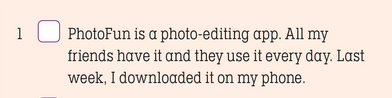 1 PhotoFun is a photo-editing app. All my
friends have it and they use it every day. Last
week, I downloaded it on my phone.